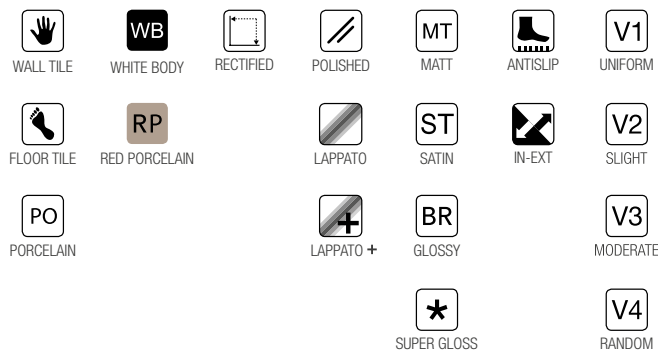 WB MT V1
WALL TILE WHITE BODY RECTIFIED POLISHED MATT ANTISLIP UNIFORM
RP ST V2
FLOOR TILE RED PORCELAIN LAPPATO SATIN IN-EXT SLIGHT
PO BR V3
PORCELAIN LAPPATO + GLOSSY MODERATE
* V4
SUPER GLOSS RANDOM